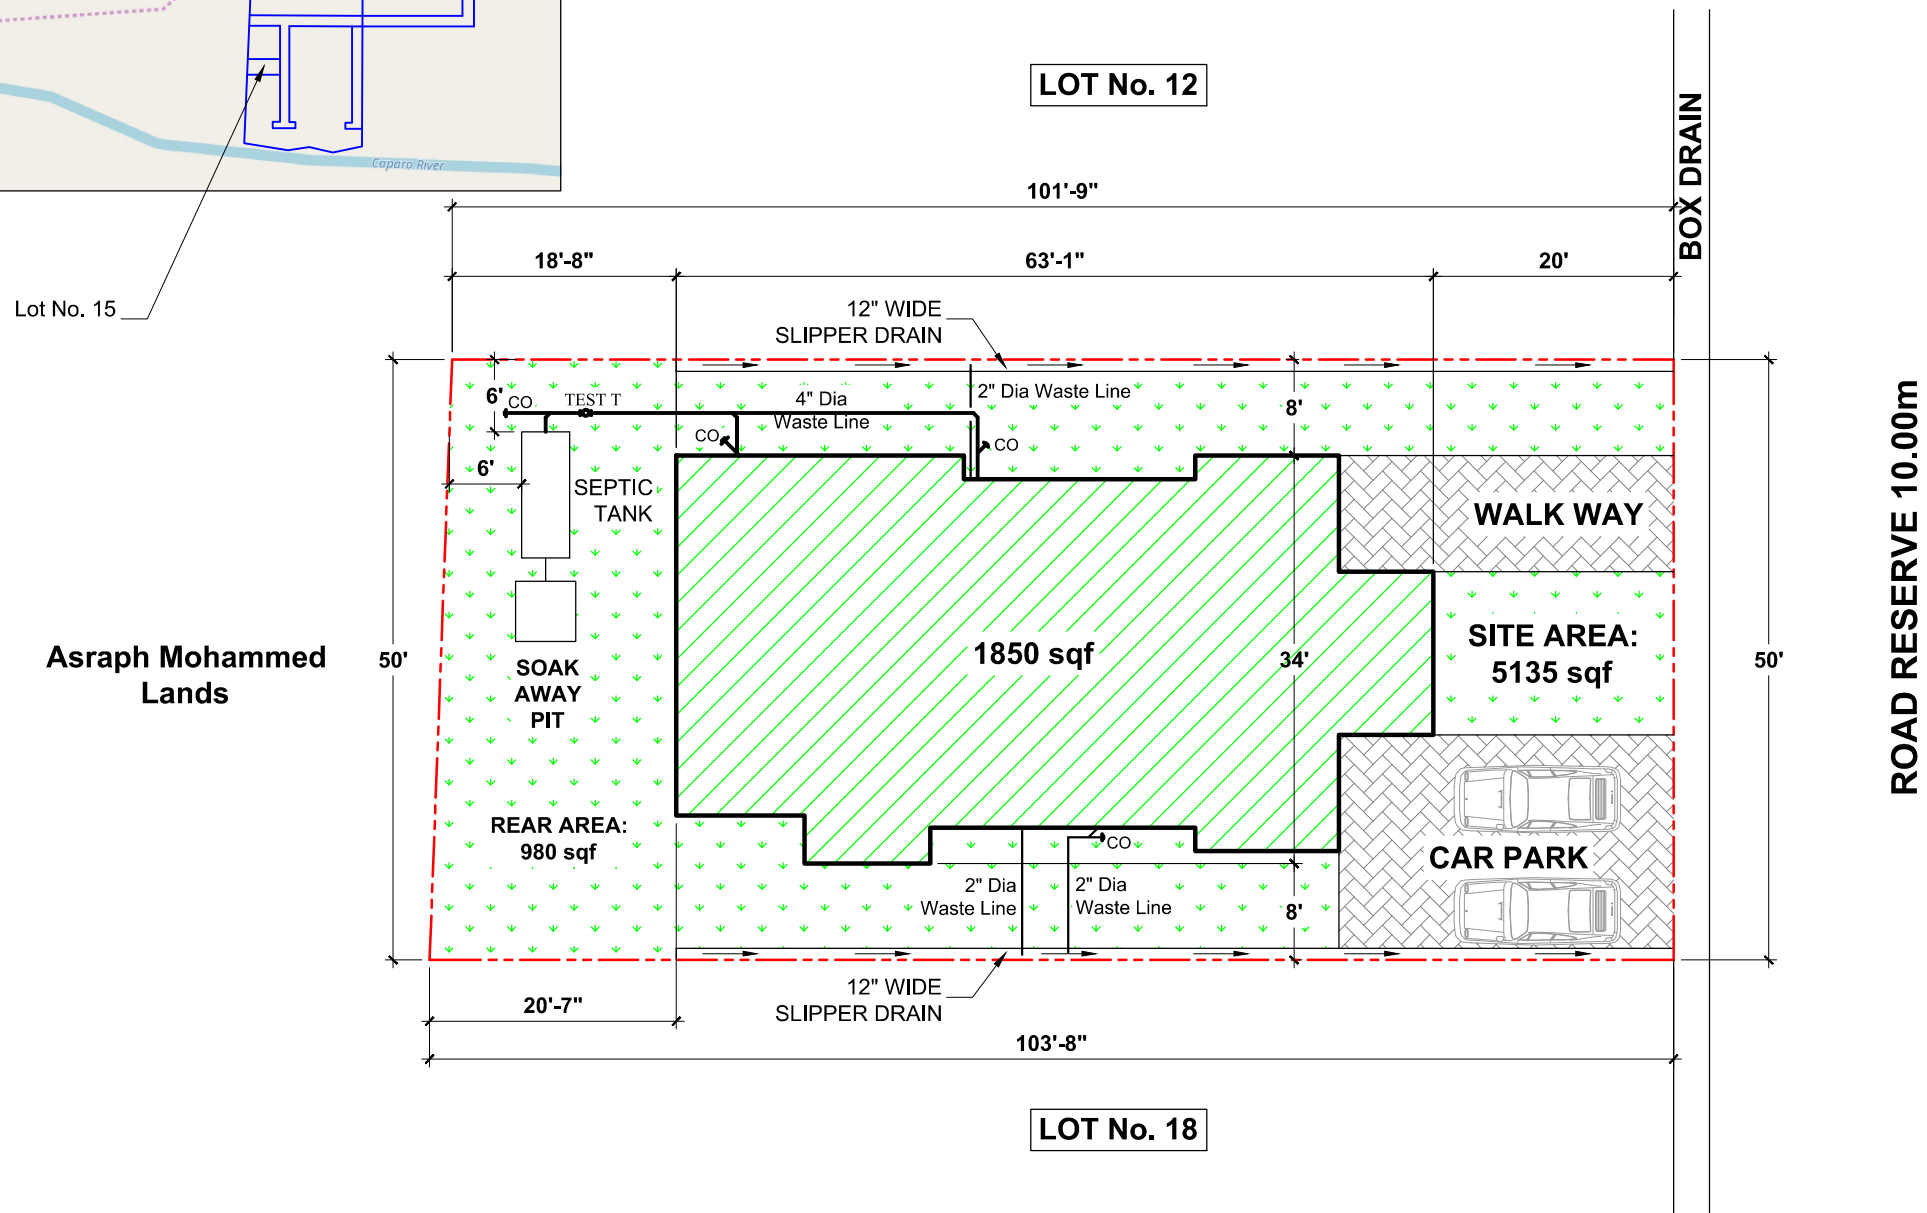 Caparo River
Lot No. 15
LOT No. 12
BOX DRAIN
101'-9"
18'-8"
63'-1"
20'
12" WIDE
SLIPPER DRAIN
6'
CO
TEST T
4" Dia
Waste Line
2" Dia Waste Line
8'
CO
CO
6'
SEPTIC
TANK
WALK WAY
ROAD RESERVE 10.00m
Asraph Mohammed
Lands
50'
SOAK
AWAY
PIT
1850 sqf
34'
SITE AREA:
5135 sqf
50'
REAR AREA:
980 sqf
CO
CAR PARK
2" Dia
Waste Line
2" Dia
Waste Line
8'
12" WIDE
SLIPPER DRAIN
20'-7"
103'-8"
LOT No. 18